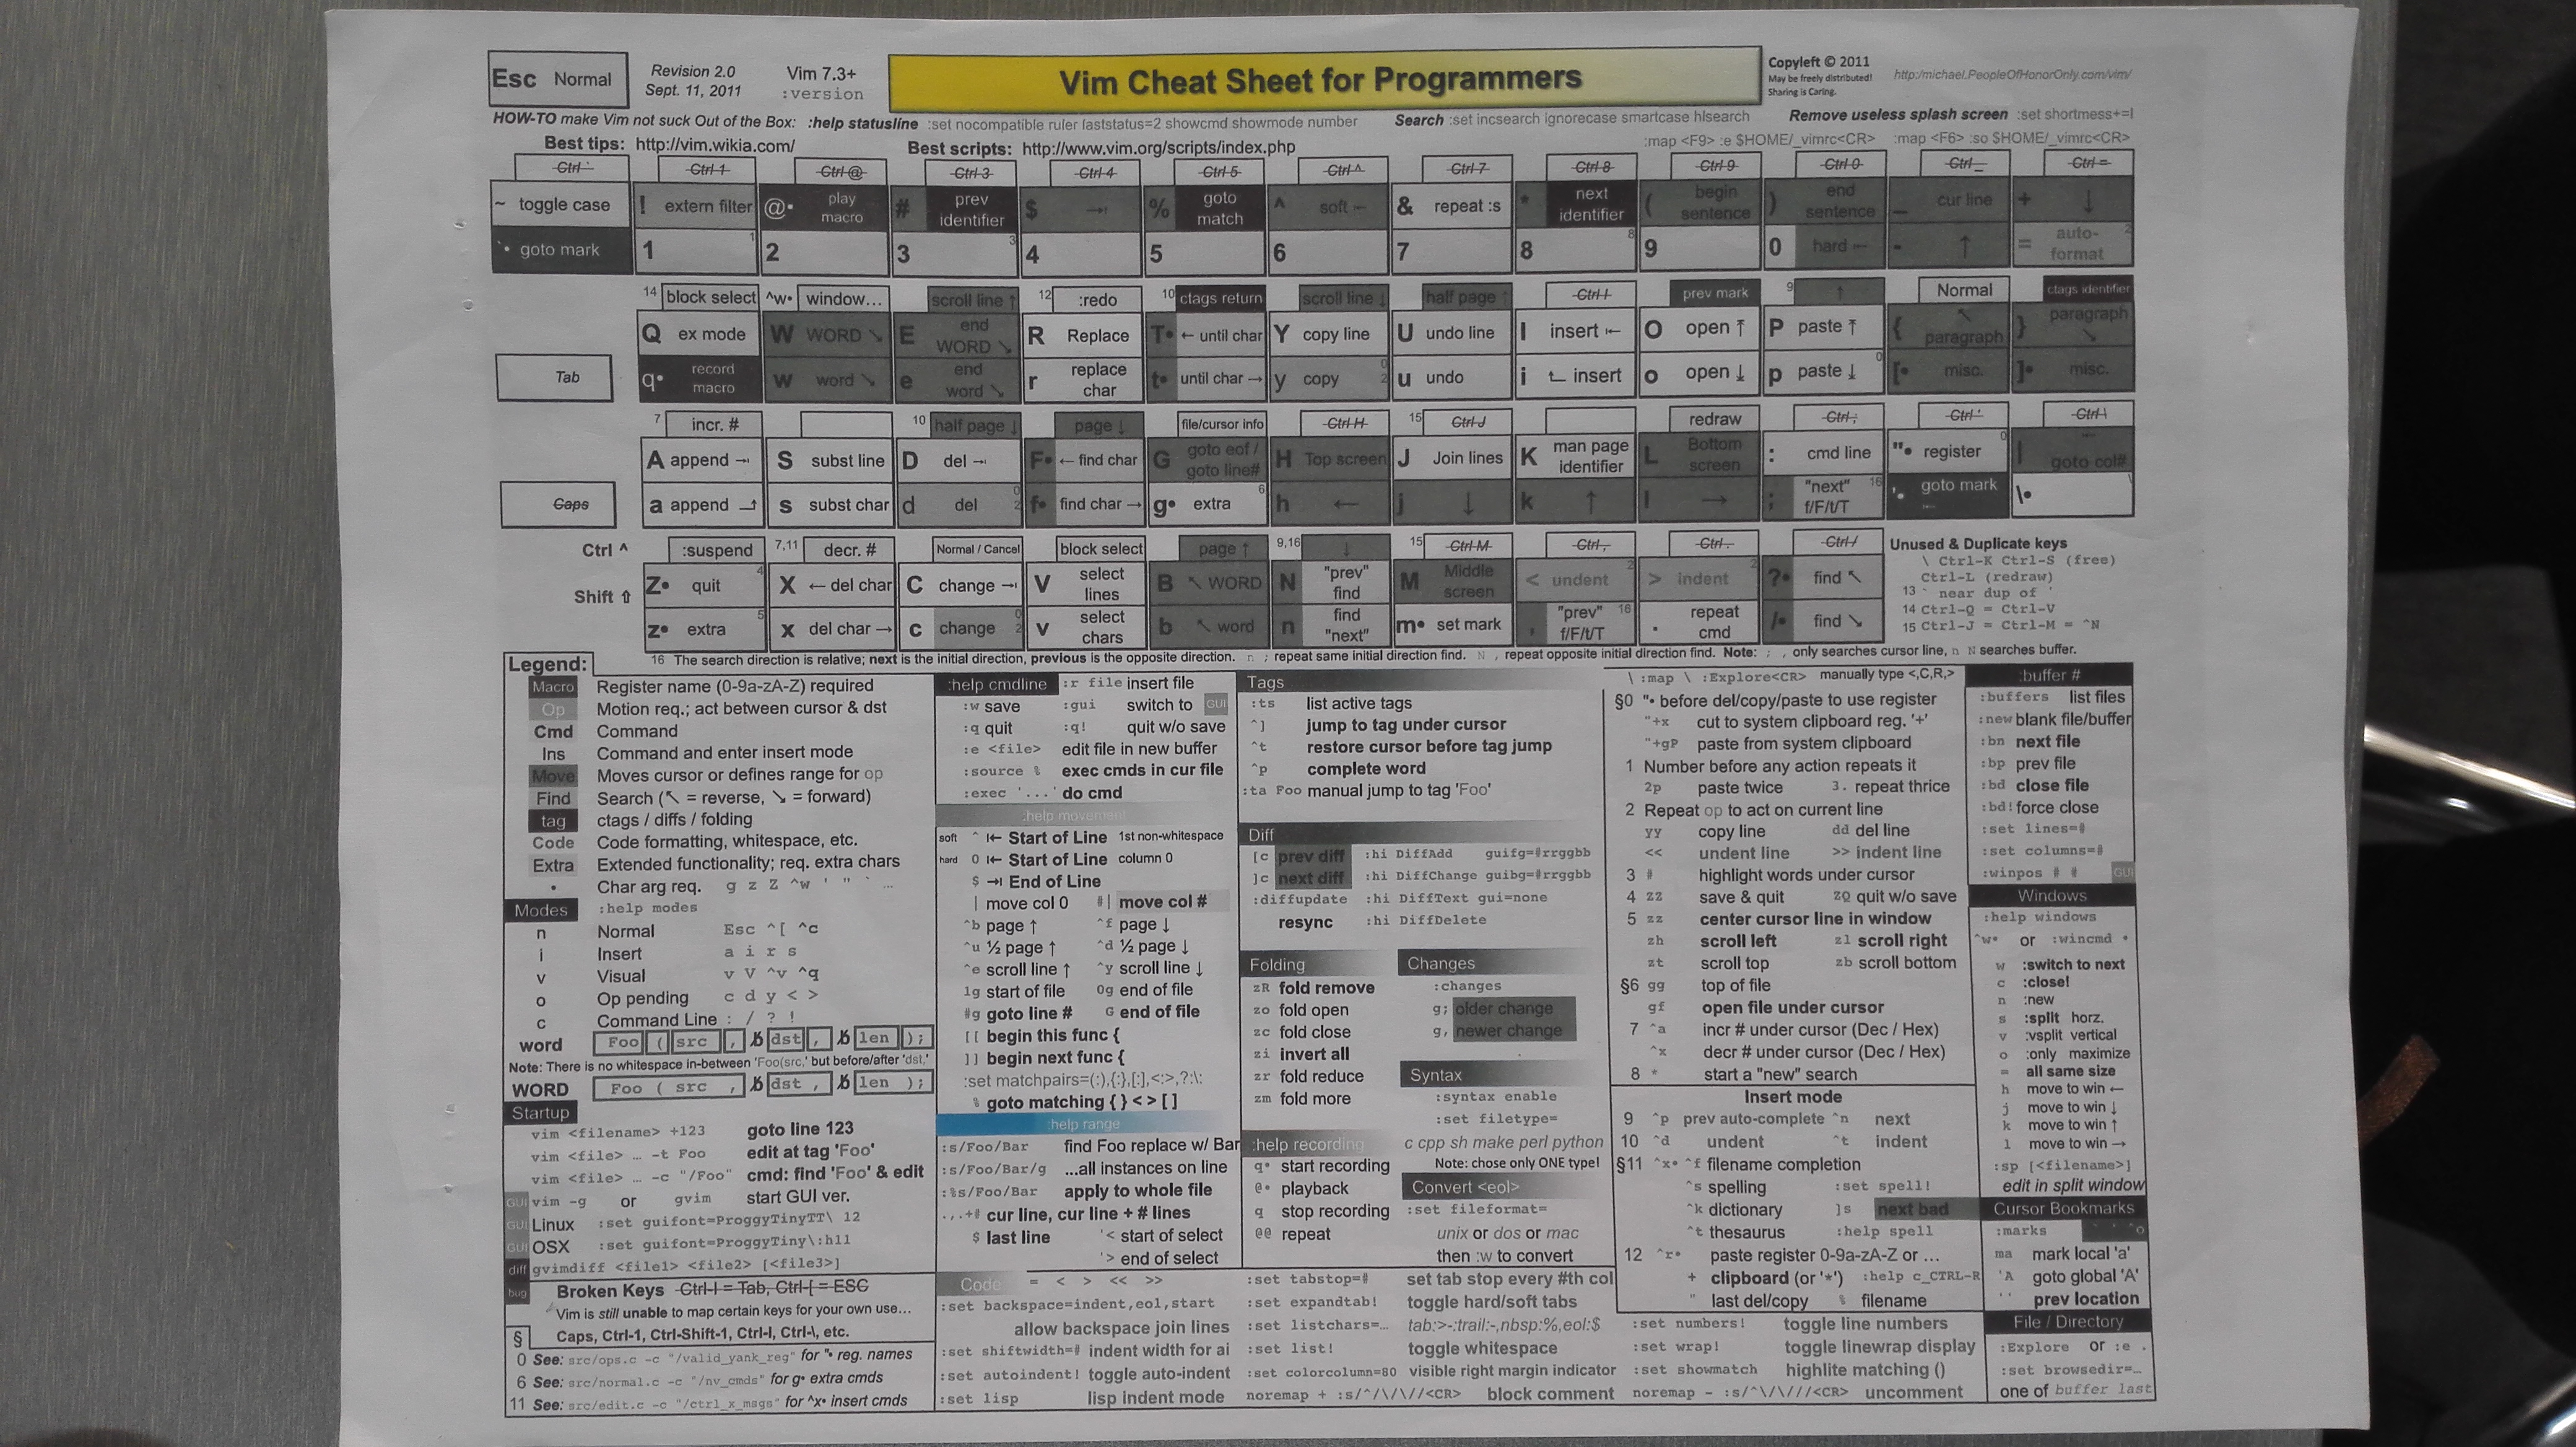 Esc Normal
Revision 2.0
Sept. 11, 2011
Vim 7.3+
:version
Vim Cheat Sheet for Programmers
Copyleft © 2011
May be freely distributed!
Sharing is Caring.
http:/michael.PeopleOfHonorOnly.com/vim/
HOW-TO make Vim not suck Out of the Box: :help statusline :set nocompatible ruler laststatus=2 showcmd showmode number
Search :set incsearch ignorecase smartcase hlsearch
Remove useless splash screen :set shortmess+=I
Best tips: http://vim.wikia.com/
Best scripts: http://www.vim.org/scripts/index.php
:map <F9> :e $HOME/_vimrc<CR> :map <F6> :so $HOME/_vimrc<CR>
Ctrl-` Ctrl-1 Ctrl-@ Ctrl-3 Ctrl-4 Ctrl-5 Ctrl-^ Ctrl-7 Ctrl-8 Ctrl-9 Ctrl-0 Ctrl-_ Ctrl-=
~ toggle case ! extern filter @• play macro # prev identifier $ →| % goto match ^ soft ← & repeat :s * next identifier ( begin sentence ) end sentence _ cur line + ↓
`• goto mark 1 2 3 4 5 6 7 8 9 0 hard ← - ↑ = auto-format
14 block select ^w• window... scroll line ↑ 12 :redo 10 ctags return scroll line ↓ half page ↑ Ctrl-I prev mark 9 ↑ Normal ctags identifier
Q ex mode W WORD ↘ E end WORD ↘ R Replace T• ← until char Y copy line U undo line I insert |← O open ↑ P paste ↑ { ↖ paragraph } paragraph ↘
Tab q• record macro w word ↘ e end word ↘ r replace char t• until char → y copy u undo i insert o open ↓ p paste ↓ [• misc. ]• misc.
7 incr. # 10 half page ↓ page ↓ file/cursor info Ctrl-H 15 Ctrl-J redraw Ctrl-; Ctrl-' Ctrl-\
A append →| S subst line D del →| F• ← find char G goto eof / goto line# H Top screen J Join lines K man page identifier L Bottom screen : cmd line "• register | goto col#
Caps a append s subst char d del f• find char → g• extra h ← j ↓ k ↑ l → ; "next" f/F/t/T '• goto mark \•
Ctrl ^ :suspend 7,11 decr. # Normal / Cancel block select page ↑ 9,16 ↓ 15 Ctrl-M Ctrl-, Ctrl-. Ctrl-/
Shift ⇧ Z• quit X ← del char C change →| V select lines B ↖ WORD N "prev" find M Middle screen < undent > indent ?• find ↖
z• extra x del char → c change v select chars b ↖ word n find "next" m• set mark , "prev" f/F/t/T . repeat cmd /• find ↘
Unused & Duplicate keys
\ Ctrl-K Ctrl-S (free)
Ctrl-L (redraw)
13 ` near dup of '
14 Ctrl-Q = Ctrl-V
15 Ctrl-J = Ctrl-M = ^N
16 The search direction is relative; next is the initial direction, previous is the opposite direction. n ; repeat same initial direction find. N , repeat opposite initial direction find. Note: ; , only searches cursor line, n N searches buffer.
Legend:
Macro Register name (0-9a-zA-Z) required
Op Motion req.; act between cursor & dst
Cmd Command
Ins Command and enter insert mode
Move Moves cursor or defines range for op
Find Search (↖ = reverse, ↘ = forward)
tag ctags / diffs / folding
Code Code formatting, whitespace, etc.
Extra Extended functionality; req. extra chars
• Char arg req. g z Z ^w ' " ` ...
Modes :help modes
n Normal Esc ^[ ^c
i Insert a i r s
v Visual v V ^v ^q
o Op pending c d y < >
c Command Line : / ? !
word Foo ( src , dst , len );
Note: There is no whitespace in-between 'Foo(src,' but before/after 'dst,'
WORD Foo ( src , dst , len );
Startup
vim <filename> +123 goto line 123
vim <file> … -t Foo edit at tag 'Foo'
vim <file> … -c "/Foo" cmd: find 'Foo' & edit
GUI vim -g or gvim start GUI ver.
GUI Linux :set guifont=ProggyTinyTT\ 12
GUI OSX :set guifont=ProggyTiny\:h11
diff gvimdiff <file1> <file2> [<file3>]
bug Broken Keys Ctrl-I = Tab, Ctrl-[ = ESC
Vim is still unable to map certain keys for your own use…
Caps, Ctrl-1, Ctrl-Shift-1, Ctrl-I, Ctrl-\, etc.
§
0 See: src/ops.c -c "/valid_yank_reg" for "• reg. names
6 See: src/normal.c -c "/nv_cmds" for g• extra cmds
11 See: src/edit.c -c "/ctrl_x_msgs" for ^x• insert cmds
:help cmdline :r file insert file
:w save :gui switch to GUI
:q quit :q! quit w/o save
:e <file> edit file in new buffer
:source % exec cmds in cur file
:exec '...' do cmd
:help movement
soft ^ |← Start of Line 1st non-whitespace
hard 0 |← Start of Line column 0
$ →| End of Line
| move col 0 #| move col #
^b page ↑ ^f page ↓
^u ½ page ↑ ^d ½ page ↓
^e scroll line ↑ ^y scroll line ↓
1g start of file 0g end of file
#g goto line # G end of file
[[ begin this func {
]] begin next func {
:set matchpairs=(:),{:},[:],<:>,?:\:
% goto matching { } < > [ ]
:help range
:s/Foo/Bar find Foo replace w/ Bar
:s/Foo/Bar/g ...all instances on line
:%s/Foo/Bar apply to whole file
.,.+# cur line, cur line + # lines
$ last line '< start of select
'> end of select
Code = < > << >>
:set backspace=indent,eol,start
allow backspace join lines
:set shiftwidth=# indent width for ai
:set autoindent! toggle auto-indent
:set lisp lisp indent mode
Tags
:ts list active tags
^] jump to tag under cursor
^t restore cursor before tag jump
^p complete word
:ta Foo manual jump to tag 'Foo'
Diff
[c prev diff :hi DiffAdd guifg=#rrggbb
]c next diff :hi DiffChange guibg=#rrggbb
:diffupdate :hi DiffText gui=none
resync :hi DiffDelete
Folding
zR fold remove
zo fold open
zc fold close
zi invert all
zr fold reduce
zm fold more
Changes
:changes
g; older change
g, newer change
Syntax
:syntax enable
:set filetype=
c cpp sh make perl python
Note: chose only ONE type!
:help recording
q• start recording
@• playback
q stop recording
@@ repeat
Convert <eol>
:set fileformat=
unix or dos or mac
then :w to convert
:set tabstop=# set tab stop every #th col
:set expandtab! toggle hard/soft tabs
:set listchars=… tab:>-:trail:-,nbsp:%,eol:$
:set list! toggle whitespace
:set colorcolumn=80 visible right margin indicator
noremap + :s/^/\/\//<CR> block comment
\ :map \ :Explore<CR> manually type <,C,R,>
§0 "• before del/copy/paste to use register
"+x cut to system clipboard reg. '+'
"+gP paste from system clipboard
1 Number before any action repeats it
2p paste twice 3. repeat thrice
2 Repeat op to act on current line
yy copy line dd del line
<< undent line >> indent line
3 # highlight words under cursor
4 ZZ save & quit ZQ quit w/o save
5 zz center cursor line in window
zh scroll left zl scroll right
zt scroll top zb scroll bottom
§6 gg top of file
gf open file under cursor
7 ^a incr # under cursor (Dec / Hex)
^x decr # under cursor (Dec / Hex)
8 * start a "new" search
Insert mode
9 ^p prev auto-complete ^n next
10 ^d undent ^t indent
§11 ^x• ^f filename completion
^s spelling :set spell!
^k dictionary ]s next bad
^t thesaurus :help spell
12 ^r• paste register 0-9a-zA-Z or …
+ clipboard (or '*') :help c_CTRL-R
" last del/copy % filename
:set numbers! toggle line numbers
:set wrap! toggle linewrap display
:set showmatch highlite matching ()
noremap - :s/^\/\///<CR> uncomment
:buffer #
:buffers list files
:new blank file/buffer
:bn next file
:bp prev file
:bd close file
:bd! force close
:set lines=#
:set columns=#
:winpos # # GUI
Windows
:help windows
^w• or :wincmd •
w :switch to next
c :close!
n :new
s :split horz.
v :vsplit vertical
o :only maximize
= all same size
h move to win ←
j move to win ↓
k move to win ↑
l move to win →
:sp [<filename>]
edit in split window
Cursor Bookmarks
:marks
ma mark local 'a'
'A goto global 'A'
'' prev location
File / Directory
:Explore or :e .
:set browsedir=…
one of buffer last